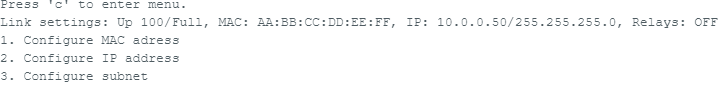 Press 'c' to enter menu.
Link settings: Up 100/Full, MAC: AA:BB:CC:DD:EE:FF, IP: 10.0.0.50/255.255.255.0, Relays: OFF
1. Configure MAC adress
2. Configure IP address
3. Configure subnet